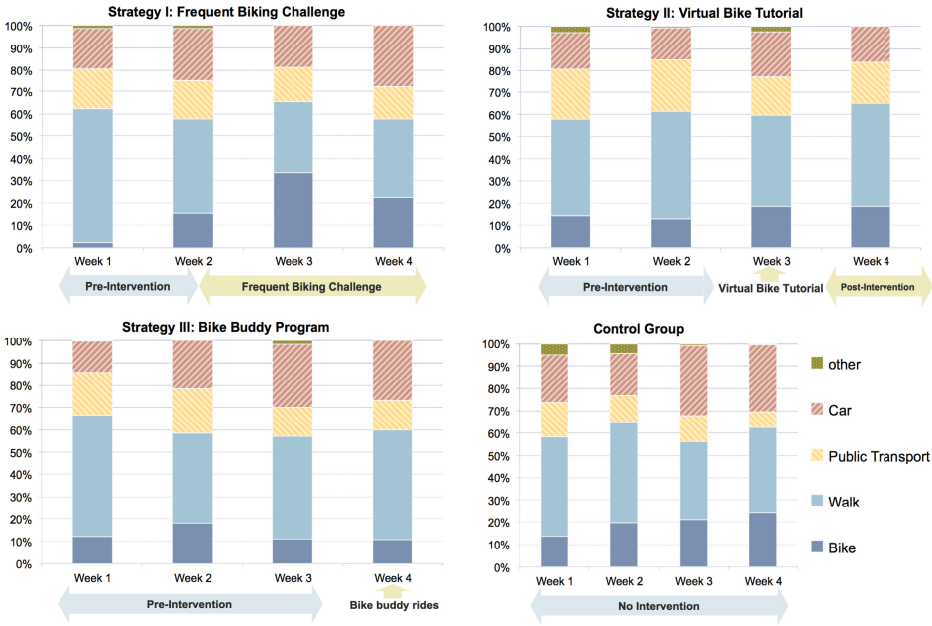 Strategy I: Frequent Biking Challenge
100%
90%
80%
70%
60%
50%
40%
30%
20%
10%
0%
Week 1 Week 2 Week 3 Week 4
Pre-Intervention Frequent Biking Challenge
Strategy II: Virtual Bike Tutorial
100%
90%
80%
70%
60%
50%
40%
30%
20%
10%
0%
Week 1 Week 2 Week 3 Week 4
Pre-Intervention Virtual Bike Tutorial Post-Intervention
Strategy III: Bike Buddy Program
100%
90%
80%
70%
60%
50%
40%
30%
20%
10%
0%
Week 1 Week 2 Week 3 Week 4
Pre-Intervention Bike buddy rides
Control Group
100%
90%
80%
70%
60%
50%
40%
30%
20%
10%
0%
Week 1 Week 2 Week 3 Week 4
No Intervention
other
Car
Public Transport
Walk
Bike